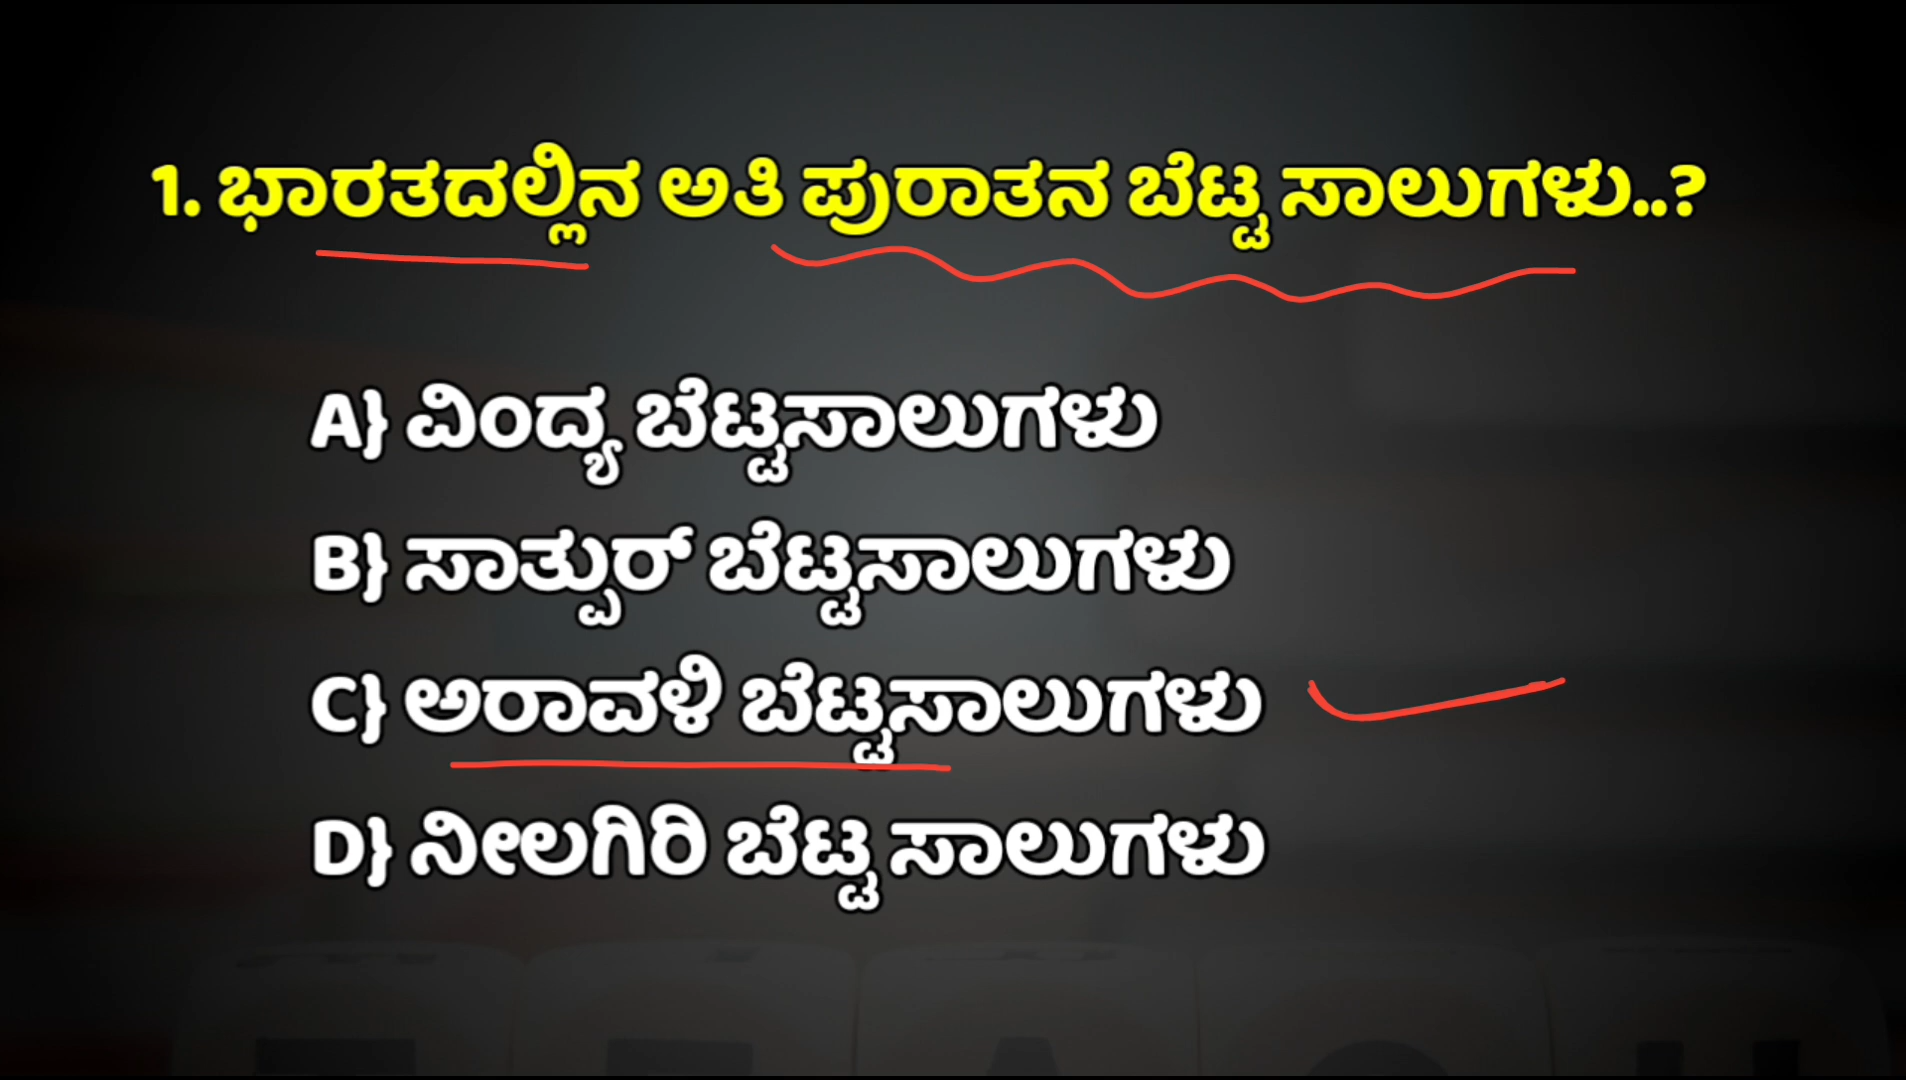 1. ಭಾರತದಲ್ಲಿನ ಅತಿ ಪುರಾತನ ಬೆಟ್ಟ ಸಾಲುಗಳು..?
A} ವಿಂದ್ಯ ಬೆಟ್ಟಸಾಲುಗಳು
B} ಸಾತ್ಪುರ್ ಬೆಟ್ಟಸಾಲುಗಳು
C} ಅರಾವಳಿ ಬೆಟ್ಟಸಾಲುಗಳು
D} ನೀಲಗಿರಿ ಬೆಟ್ಟ ಸಾಲುಗಳು